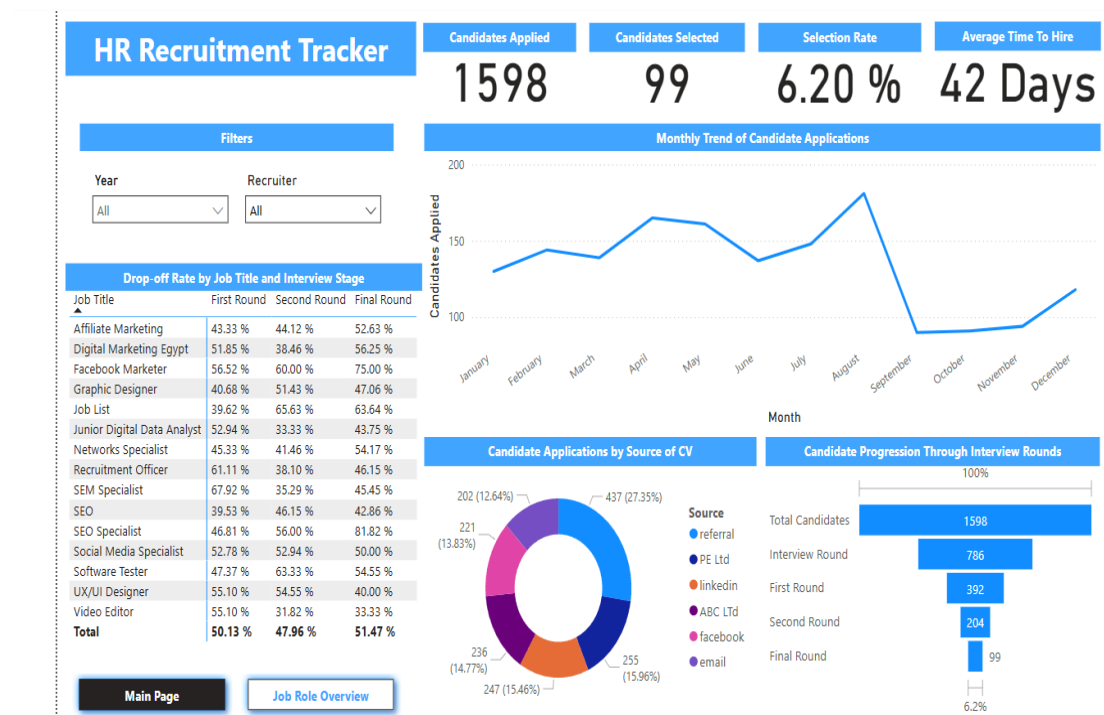 HR Recruitment Tracker
Candidates Applied
1598
Candidates Selected
99
Selection Rate
6.20 %
Average Time To Hire
42 Days
Filters
Year
All
Recruiter
All
Monthly Trend of Candidate Applications
Candidates Applied
200
150
100
January
February
March
April
May
June
July
August
September
October
November
December
Month
Drop-off Rate by Job Title and Interview Stage
Job Title First Round Second Round Final Round
Affiliate Marketing 43.33 % 44.12 % 52.63 %
Digital Marketing Egypt 51.85 % 38.46 % 56.25 %
Facebook Marketer 56.52 % 60.00 % 75.00 %
Graphic Designer 40.68 % 51.43 % 47.06 %
Job List 39.62 % 65.63 % 63.64 %
Junior Digital Data Analyst 52.94 % 33.33 % 43.75 %
Networks Specialist 45.33 % 41.46 % 54.17 %
Recruitment Officer 61.11 % 38.10 % 46.15 %
SEM Specialist 67.92 % 35.29 % 45.45 %
SEO 39.53 % 46.15 % 42.86 %
SEO Specialist 46.81 % 56.00 % 81.82 %
Social Media Specialist 52.78 % 52.94 % 50.00 %
Software Tester 47.37 % 63.33 % 54.55 %
UX/UI Designer 55.10 % 54.55 % 40.00 %
Video Editor 55.10 % 31.82 % 33.33 %
Total 50.13 % 47.96 % 51.47 %
Main Page
Job Role Overview
Candidate Applications by Source of CV
202 (12.64%)
437 (27.35%)
221
(13.83%)
236
(14.77%)
247 (15.46%)
255
(15.96%)
Source
referral
PE Ltd
linkedin
ABC LTd
facebook
email
Candidate Progression Through Interview Rounds
100%
Total Candidates 1598
Interview Round 786
First Round 392
Second Round 204
Final Round 99
6.2%